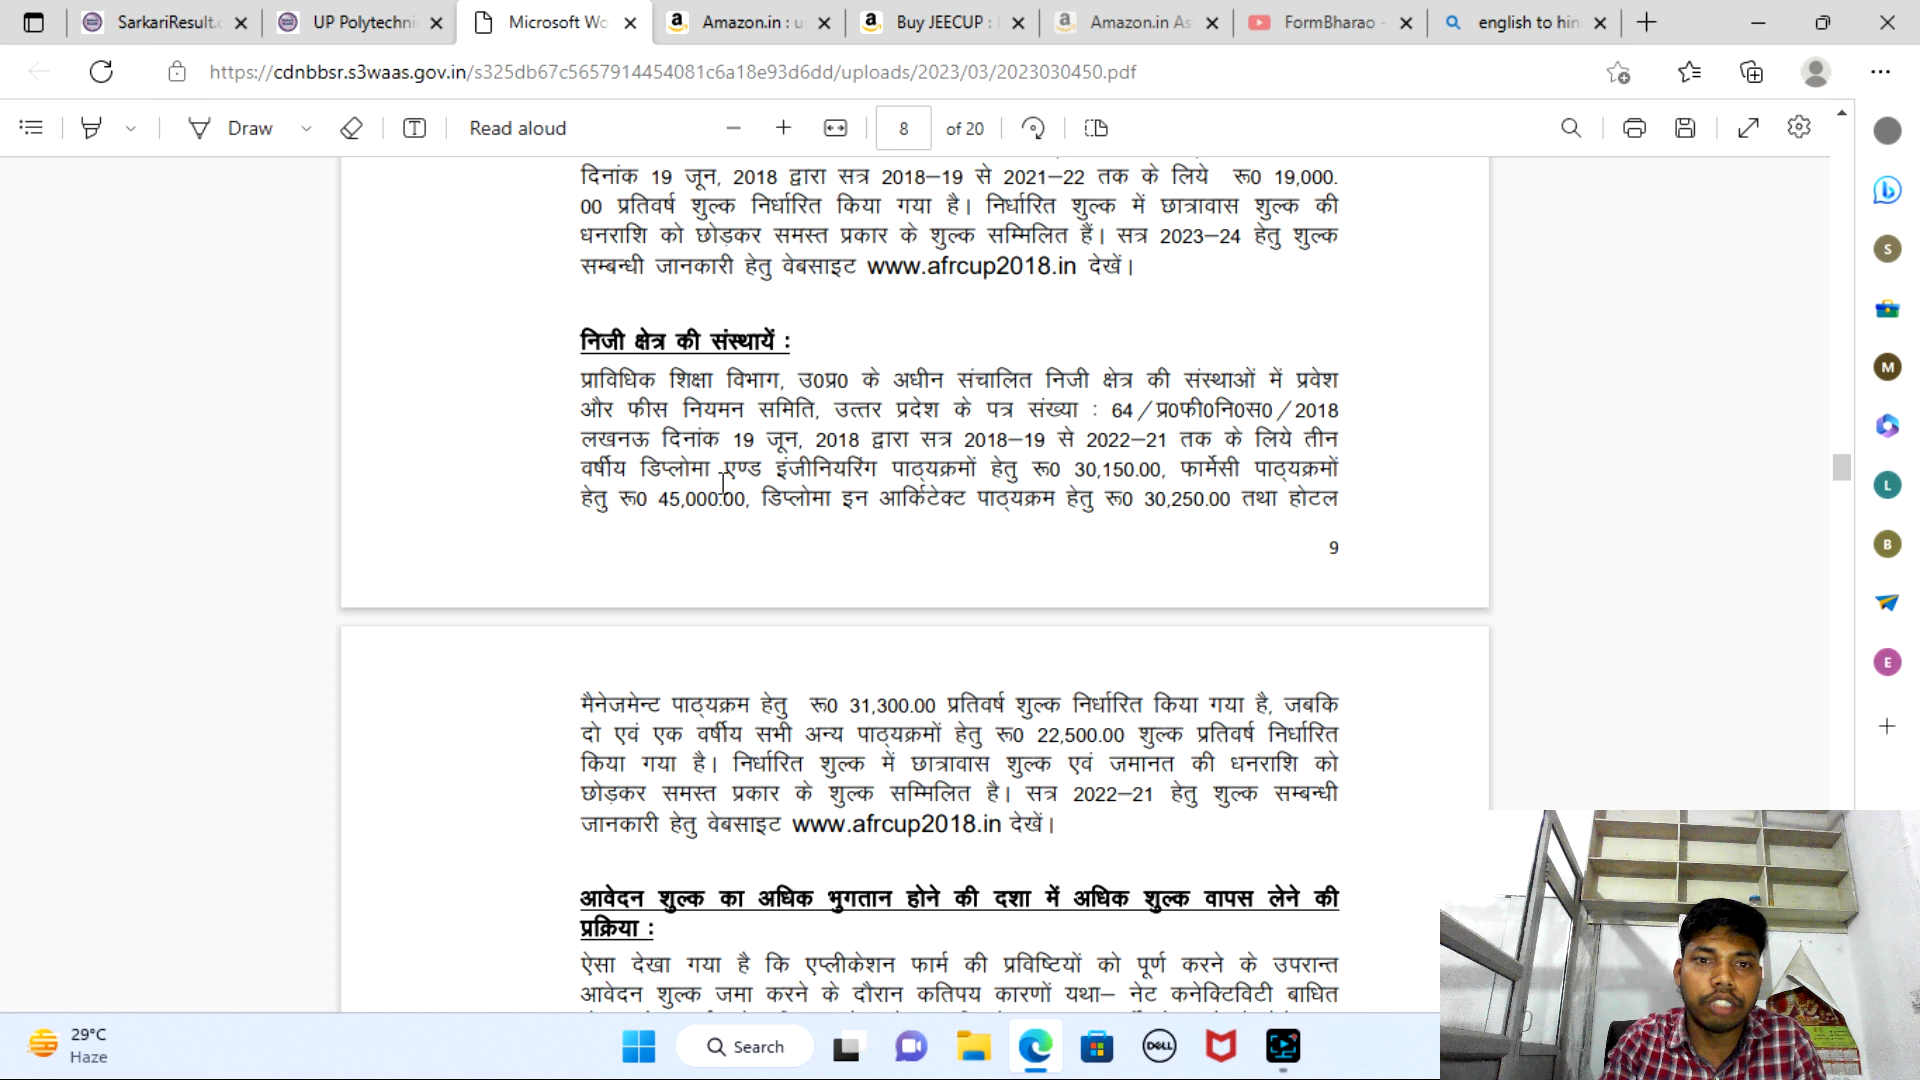 SarkariResult.c
UP Polytechni
Microsoft Wo
Amazon.in : u
Buy JEECUP :
Amazon.in As
FormBharao -
english to hin
https://cdnbbsr.s3waas.gov.in/s325db67c5657914454081c6a18e93d6dd/uploads/2023/03/2023030450.pdf
Draw
Read aloud
8
of 20
दिनांक 19 जून, 2018 द्वारा सत्र 2018–19 से 2021–22 तक के लिये रू0 19,000.
00 प्रतिवर्ष शुल्क निर्धारित किया गया है। निर्धारित शुल्क में छात्रावास शुल्क की
धनराशि को छोड़कर समस्त प्रकार के शुल्क सम्मिलित हैं। सत्र 2023–24 हेतु शुल्क
सम्बन्धी जानकारी हेतु वेबसाइट www.afrcup2018.in देखें।
निजी क्षेत्र की संस्थायें :
प्राविधिक शिक्षा विभाग, उ0प्र0 के अधीन संचालित निजी क्षेत्र की संस्थाओं में प्रवेश
और फीस नियमन समिति, उत्तर प्रदेश के पत्र संख्या : 64/प्र0फी0नि0स0/2018
लखनऊ दिनांक 19 जून, 2018 द्वारा सत्र 2018–19 से 2022–21 तक के लिये तीन
वर्षीय डिप्लोमा एण्ड इंजीनियरिंग पाठ्यक्रमों हेतु रू0 30,150.00, फार्मेसी पाठ्यक्रमों
हेतु रू0 45,000.00, डिप्लोमा इन आर्किटेक्ट पाठ्यक्रम हेतु रू0 30,250.00 तथा होटल
9
मैनेजमेन्ट पाठ्यक्रम हेतु रू0 31,300.00 प्रतिवर्ष शुल्क निर्धारित किया गया है, जबकि
दो एवं एक वर्षीय सभी अन्य पाठ्यक्रमों हेतु रू0 22,500.00 शुल्क प्रतिवर्ष निर्धारित
किया गया है। निर्धारित शुल्क में छात्रावास शुल्क एवं जमानत की धनराशि को
छोड़कर समस्त प्रकार के शुल्क सम्मिलित है। सत्र 2022–21 हेतु शुल्क सम्बन्धी
जानकारी हेतु वेबसाइट www.afrcup2018.in देखें।
आवेदन शुल्क का अधिक भुगतान होने की दशा में अधिक शुल्क वापस लेने की
प्रक्रिया :
ऐसा देखा गया है कि एप्लीकेशन फार्म की प्रविष्टियों को पूर्ण करने के उपरान्त
आवेदन शुल्क जमा करने के दौरान कतिपय कारणों यथा– नेट कनेक्टिविटी बाधित
S
M
L
B
E
29°C
Haze
Search
DELL